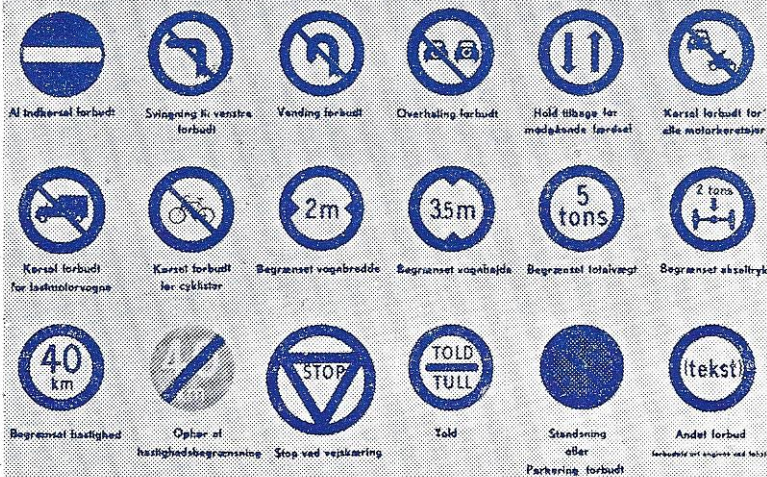 Al indkørsel forbudt
Svingning til venstre
forbudt
Vending forbudt
Overhaling forbudt
Hold tilbage for
modgående færdsel
Kørsel forbudt for
alle motorkøretøjer
2m
3.5m
5
tons
2 tons
Kørsel forbudt
for lastmotorvogne
Kørsel forbudt
for cyklister
Begrænset vognbredde
Begrænset vognhøjde
Begrænset totalvægt
Begrænset akseltryk
40
km
STOP
TOLD
TULL
(tekst)
Begrænset hastighed
Ophør af
hastighedsbegrænsning
Stop ved vejskæring
Told
Standsning
eller
Parkering forbudt
Andet forbud